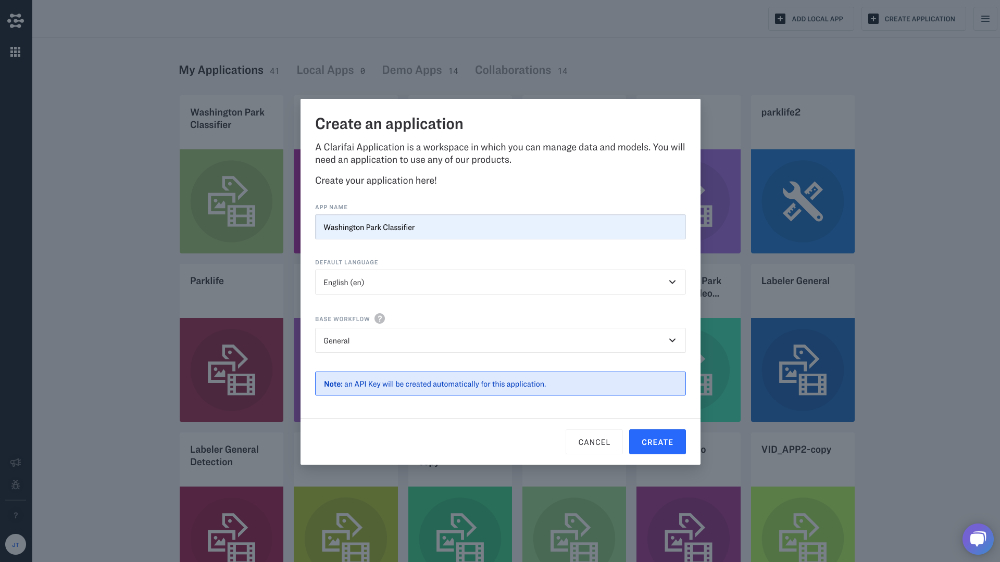 ADD LOCAL APP
CREATE APPLICATION
My Applications 41
Local Apps 9
Demo Apps 14
Collaborations 14
Washington Park
Classifier
parklife2
Create an application
A Clarifai Application is a workspace in which you can manage data and models. You will
need an application to use any of our products.
Create your application here!
APP NAME
Washington Park Classifier
DEFAULT LANGUAGE
English (en)
BASE WORKFLOW ?
General
Note: an API Key will be created automatically for this application.
CANCEL
CREATE
Parklife
Park
Labeler General
Labeler General
Detection
VID_APP2-copy
?
JT